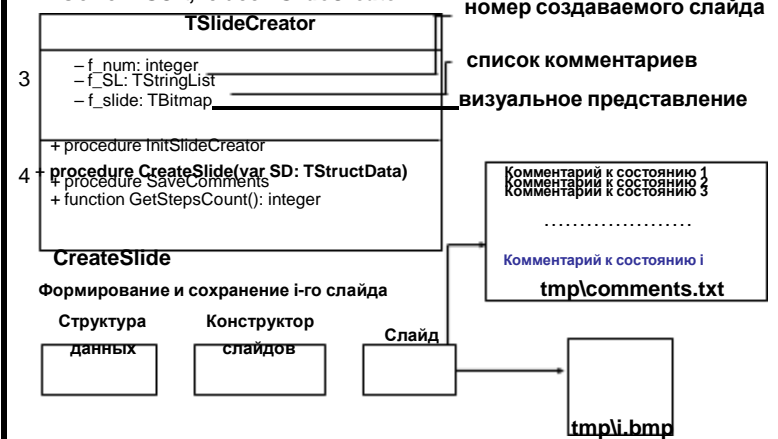 номер создаваемого слайда
TSlideCreator
– f_num: integer
– f_SL: TStringList
– f_slide: TBitmap
список комментариев
визуальное представление
3
+ procedure InitSlideCreator
4
+ procedure CreateSlide(var SD: TStructData)
+ procedure SaveComments
+ function GetStepsCount(): integer
Комментарий к состоянию 1
Комментарий к состоянию 2
Комментарий к состоянию 3
.....................
Комментарий к состоянию i
tmp\comments.txt
CreateSlide
Формирование и сохранение i-го слайда
Структура
данных
Конструктор
слайдов
Слайд
tmp\i.bmp